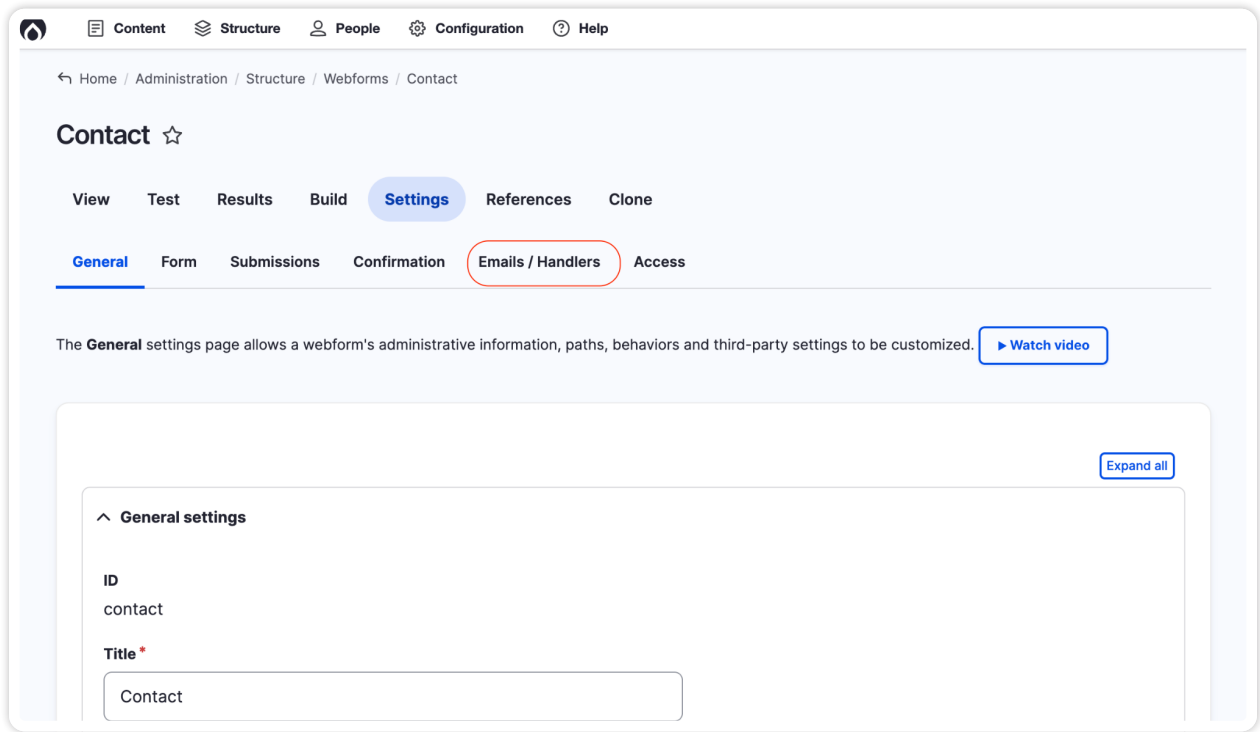 Content Structure People Configuration Help
Home / Administration / Structure / Webforms / Contact
Contact
View Test Results Build Settings References Clone
General Form Submissions Confirmation Emails / Handlers Access
The General settings page allows a webform's administrative information, paths, behaviors and third-party settings to be customized. Watch video
Expand all
General settings
ID
contact
Title *
Contact